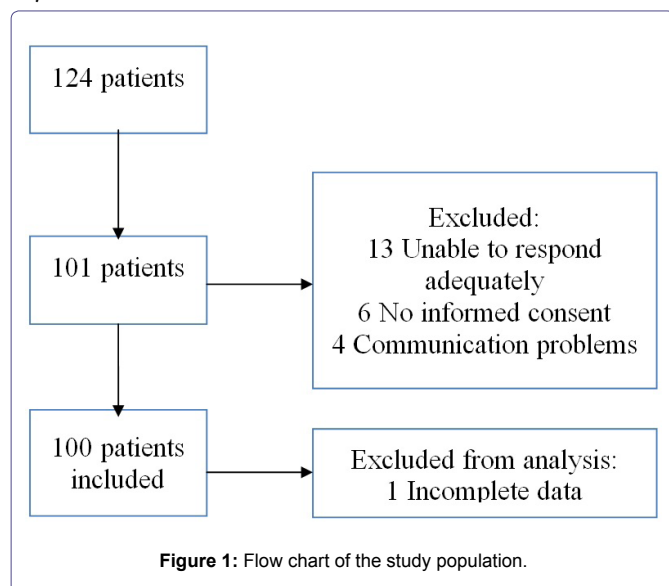 124 patients
101 patients
Excluded:
13 Unable to respond
adequately
6 No informed consent
4 Communication problems
100 patients
included
Excluded from analysis:
1 Incomplete data
Figure 1: Flow chart of the study population.